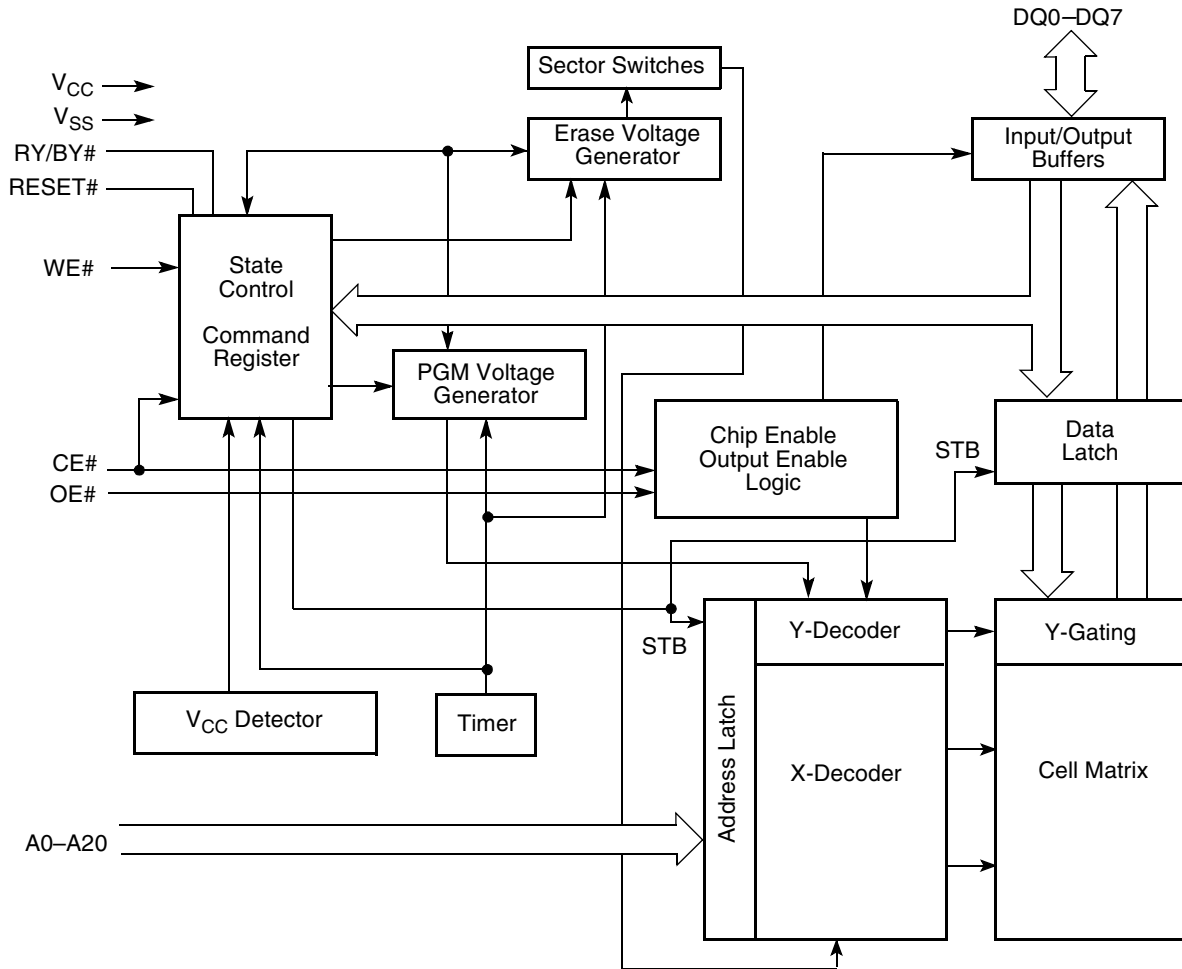 DQ0–DQ7
Sector Switches
VCC
VSS
RY/BY#
RESET#
Erase Voltage
Generator
Input/Output
Buffers
WE#
State
Control
Command
Register
PGM Voltage
Generator
Chip Enable
Output Enable
Logic
STB
Data
Latch
CE#
OE#
STB
Y-Decoder
Y-Gating
VCC Detector
Timer
Address Latch
X-Decoder
Cell Matrix
A0–A20